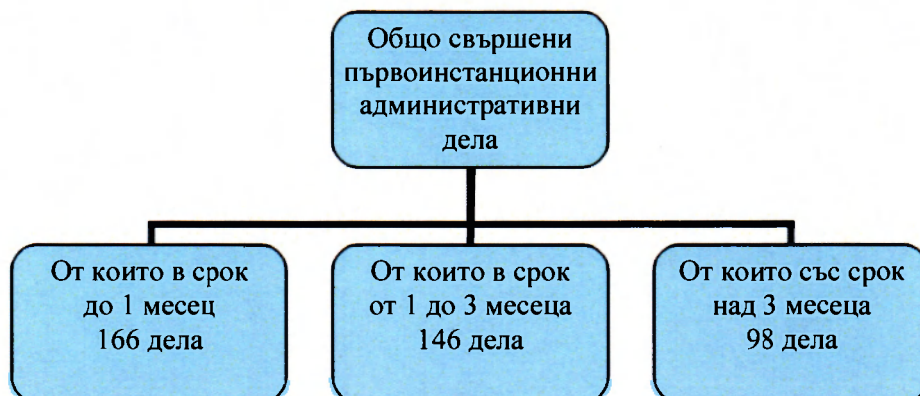 Общо свършени
първоинстанционни
административни
дела
От които в срок
до 1 месец
166 дела
От които в срок
от 1 до 3 месеца
146 дела
От които със срок
над 3 месеца
98 дела